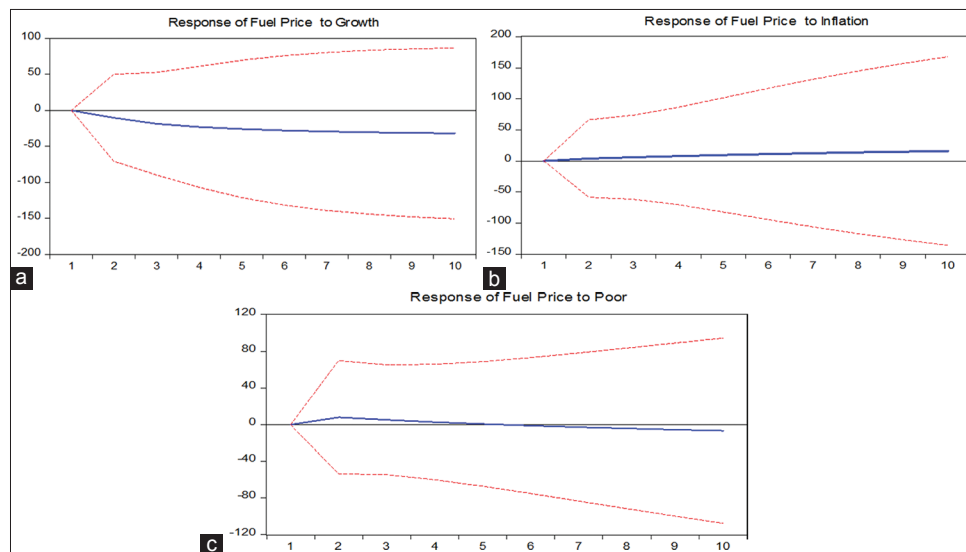 Response of Fuel Price to Growth
100
50
0
-50
-100
-150
-200
1 2 3 4 5 6 7 8 9 10
a
Response of Fuel Price to Inflation
200
150
100
50
0
-50
-100
-150
1 2 3 4 5 6 7 8 9 10
b
Response of Fuel Price to Poor
120
80
40
0
-40
-80
-120
1 2 3 4 5 6 7 8 9 10
c